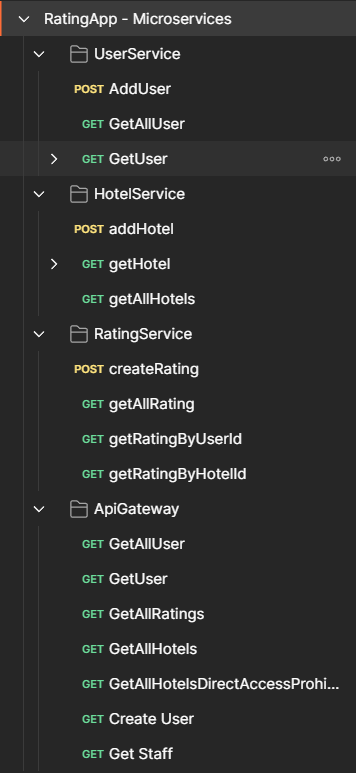 RatingApp - Microservices
UserService
POST AddUser
GET GetAllUser
GET GetUser
HotelService
POST addHotel
GET getHotel
GET getAllHotels
RatingService
POST createRating
GET getAllRating
GET getRatingByUserId
GET getRatingByHotelId
ApiGateway
GET GetAllUser
GET GetUser
GET GetAllRatings
GET GetAllHotels
GET GetAllHotelsDirectAccessProhi...
GET Create User
GET Get Staff